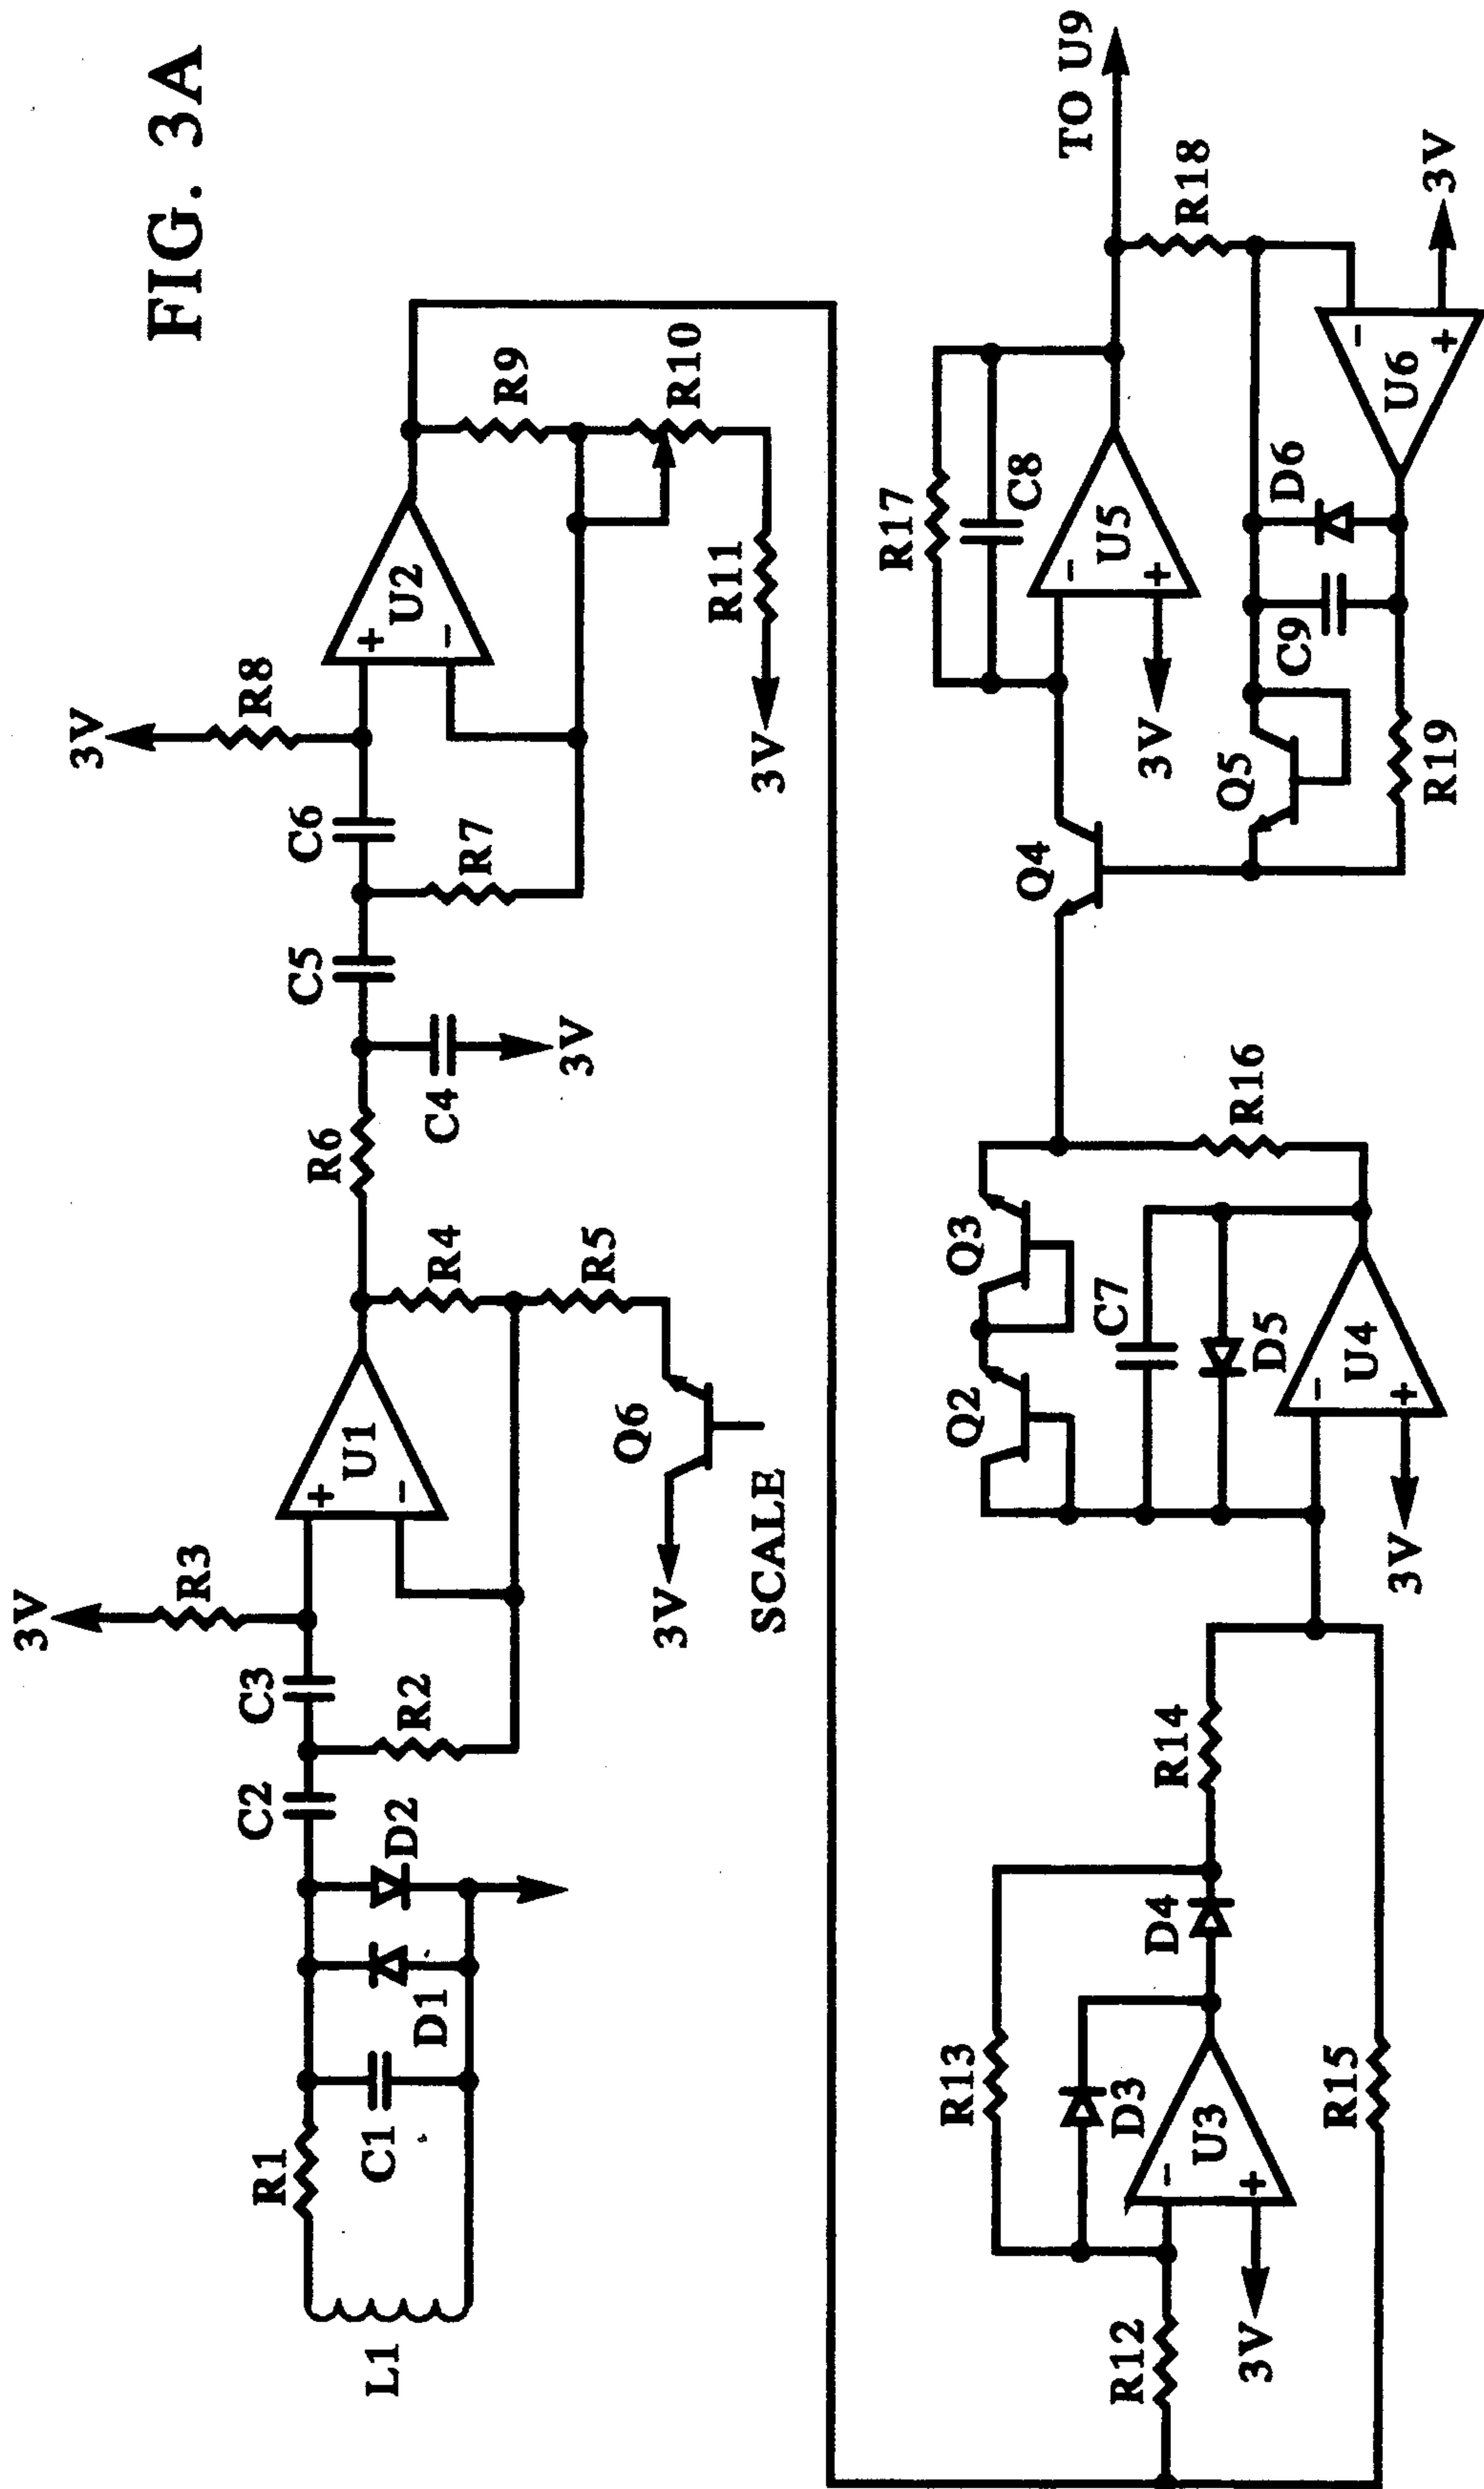 FIG. 3A
L1
R1
C1
D1
D2
C2
C3
R2
3V
R3
+
-
U1
R4
R5
Q6
3V
SCALE
R6
C4
3V
C5
C6
R7
3V
R8
+
-
U2
R9
R10
R11
3V
R12
R13
D3
-
+
U3
3V
D4
R14
R15
Q2
Q3
C7
D5
-
+
U4
3V
R16
Q4
R17
C8
-
+
U5
3V
TO U9
R18
Q5
C9
D6
R19
-
+
U6
3V